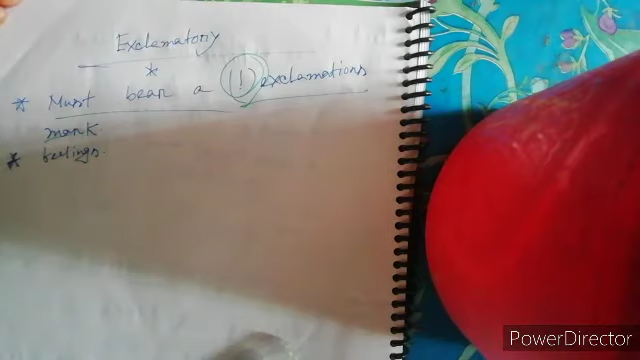 Exclamatory
*
* Must bear a (!) exclamations
mark
* feelings.
PowerDirector